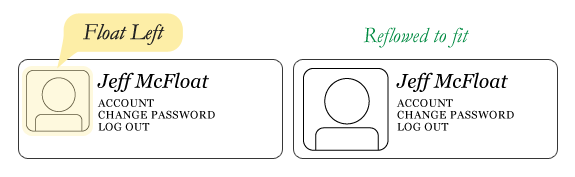 Float Left
Reflowed to fit
Jeff McFloat
ACCOUNT
CHANGE PASSWORD
LOG OUT
Jeff McFloat
ACCOUNT
CHANGE PASSWORD
LOG OUT